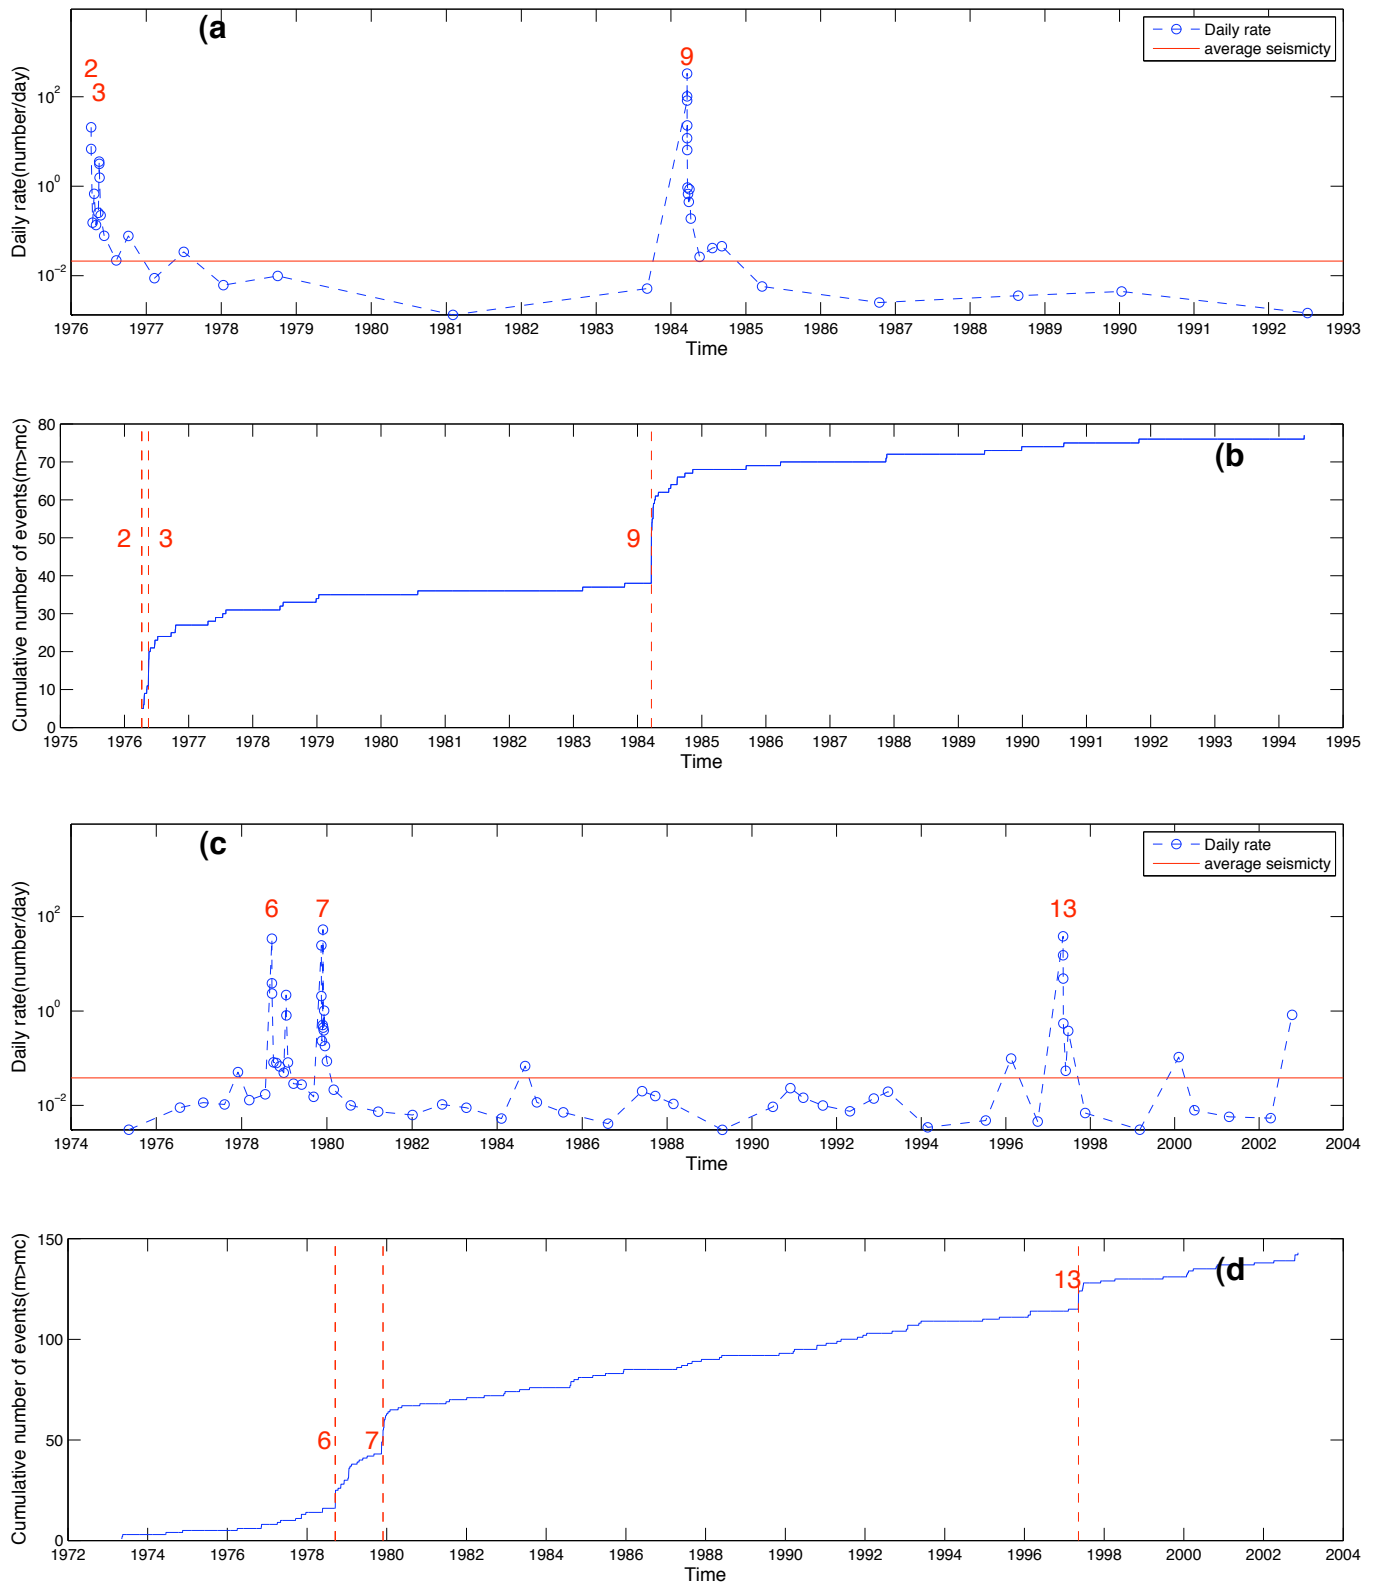 (a
2
3
9
Daily rate
average seismicty
Daily rate(number/day)
10^2
10^0
10^-2
1976 1977 1978 1979 1980 1981 1982 1983 1984 1985 1986 1987 1988 1989 1990 1991 1992 1993
Time
(b
2
3
9
Cumulative number of events(m>mc)
80
70
60
50
40
30
20
10
0
1975 1976 1977 1978 1979 1980 1981 1982 1983 1984 1985 1986 1987 1988 1989 1990 1991 1992 1993 1994 1995
Time
(c
6
7
13
Daily rate
average seismicty
Daily rate(number/day)
10^2
10^0
10^-2
1974 1976 1978 1980 1982 1984 1986 1988 1990 1992 1994 1996 1998 2000 2002 2004
Time
(d
6
7
13
Cumulative number of events(m>mc)
150
100
50
0
1972 1974 1976 1978 1980 1982 1984 1986 1988 1990 1992 1994 1996 1998 2000 2002 2004
Time